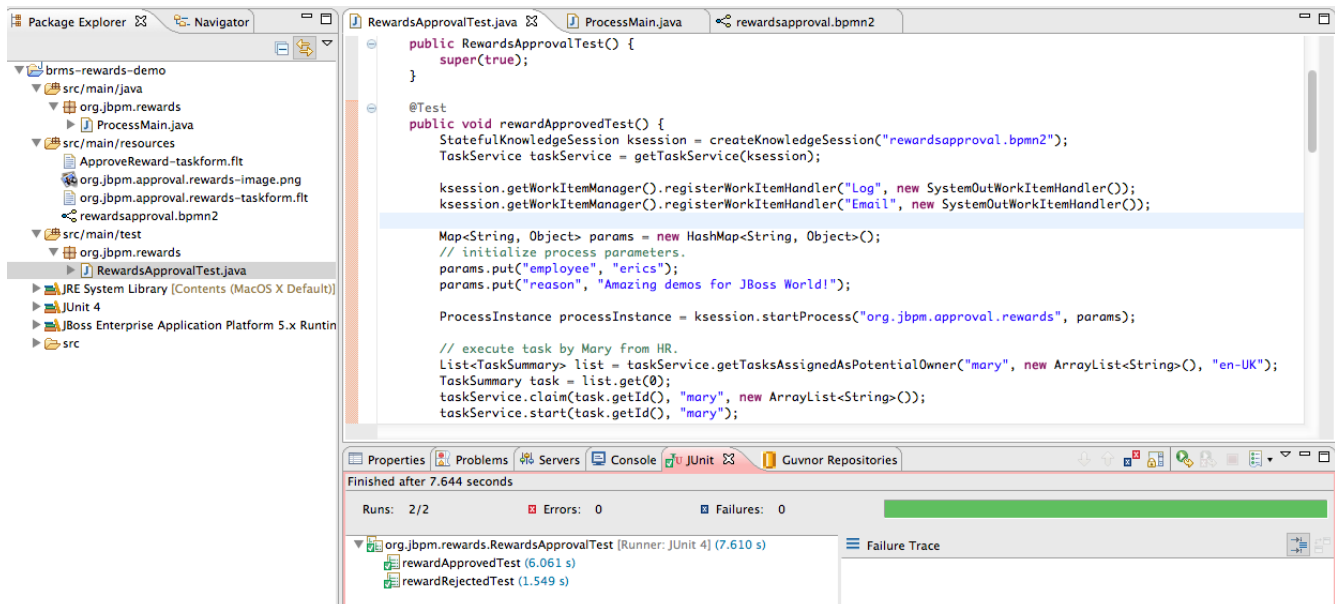 Package Explorer
Navigator
brms-rewards-demo
src/main/java
org.jbpm.rewards
ProcessMain.java
src/main/resources
ApproveReward-taskform.flt
org.jbpm.approval.rewards-image.png
org.jbpm.approval.rewards-taskform.flt
rewardsapproval.bpmn2
src/main/test
org.jbpm.rewards
RewardsApprovalTest.java
JRE System Library [Contents (MacOS X Default)]
JUnit 4
JBoss Enterprise Application Platform 5.x Runtin
src
RewardsApprovalTest.java
ProcessMain.java
rewardsapproval.bpmn2
public RewardsApprovalTest() {
super(true);
}
@Test
public void rewardApprovedTest() {
StatefulKnowledgeSession ksession = createKnowledgeSession("rewardsapproval.bpmn2");
TaskService taskService = getTaskService(ksession);
ksession.getWorkItemManager().registerWorkItemHandler("Log", new SystemOutWorkItemHandler());
ksession.getWorkItemManager().registerWorkItemHandler("Email", new SystemOutWorkItemHandler());
Map<String, Object> params = new HashMap<String, Object>();
// initialize process parameters.
params.put("employee", "erics");
params.put("reason", "Amazing demos for JBoss World!");
ProcessInstance processInstance = ksession.startProcess("org.jbpm.approval.rewards", params);
// execute task by Mary from HR.
List<TaskSummary> list = taskService.getTasksAssignedAsPotentialOwner("mary", new ArrayList<String>(), "en-UK");
TaskSummary task = list.get(0);
taskService.claim(task.getId(), "mary", new ArrayList<String>());
taskService.start(task.getId(), "mary");
Properties
Problems
Servers
Console
JUnit
Guvnor Repositories
Finished after 7.644 seconds
Runs: 2/2
Errors: 0
Failures: 0
org.jbpm.rewards.RewardsApprovalTest [Runner: JUnit 4] (7.610 s)
rewardApprovedTest (6.061 s)
rewardRejectedTest (1.549 s)
Failure Trace